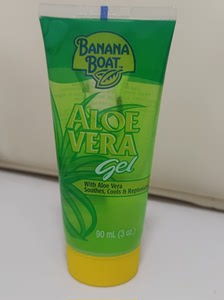 BANANA
BOAT
ALOE
VERA
Gel
With Aloe Vera
Soothes, Cools & Replenishes
90 mL (3 oz.)